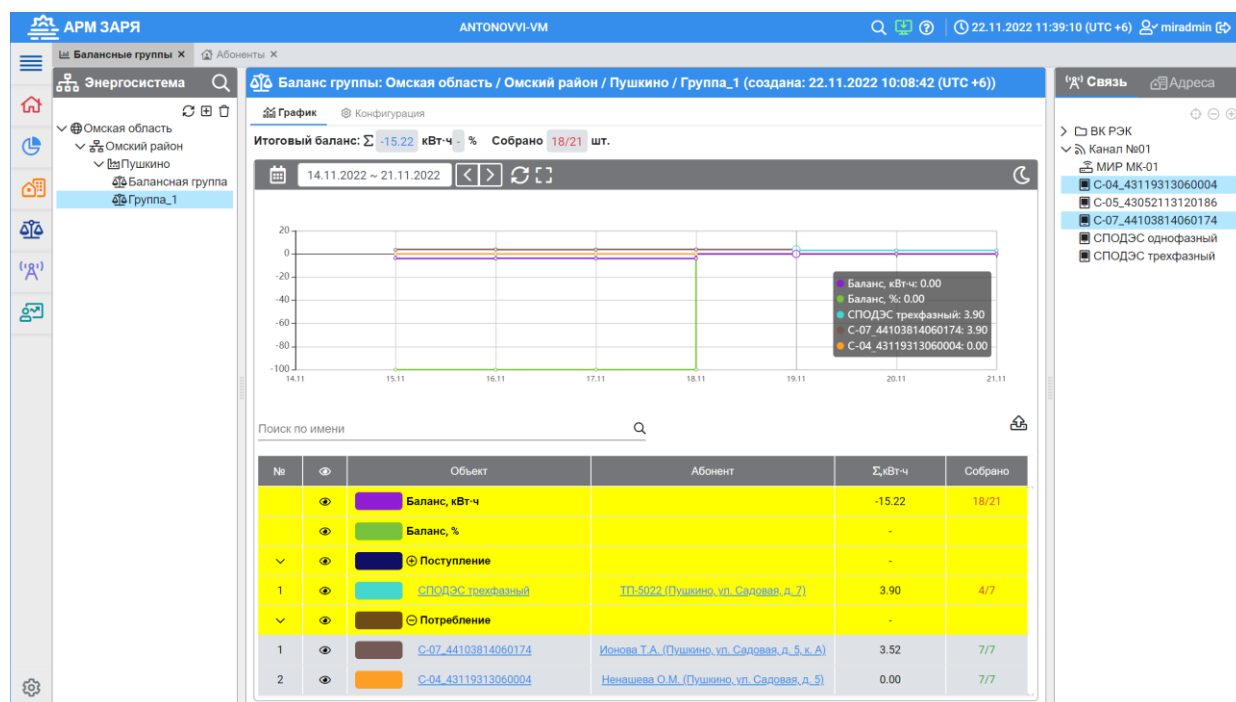 АРМ ЗАРЯ
ANTONOVVI-VM
22.11.2022 11:39:10 (UTC +6)
miradmin
Балансные группы ×
Абоненты ×
Энергосистема
Омская область
Омский район
Пушкино
Балансная группа
Группа_1
Баланс группы: Омская область / Омский район / Пушкино / Группа_1 (создана: 22.11.2022 10:08:42 (UTC +6))
График
Конфигурация
Итоговый баланс: Σ -15.22 кВт·ч - % Собрано 18/21 шт.
14.11.2022 ~ 21.11.2022
20
0
-20
-40
-60
-80
-100
14.11 15.11 16.11 17.11 18.11 19.11 20.11 21.11
Баланс, кВт·ч: 0.00
Баланс, %: 0.00
СПОДЭС трехфазный: 3.90
С-07_44103814060174: 3.90
С-04_43119313060004: 0.00
Поиск по имени
№ Объект Абонент Σ,кВт·ч Собрано
Баланс, кВт·ч -15.22 18/21
Баланс, % -
Поступление -
1 СПОДЭС трехфазный ТП-5022 (Пушкино, ул. Садовая, д. 7) 3.90 4/7
Потребление -
1 С-07_44103814060174 Ионова Т.А. (Пушкино, ул. Садовая, д. 5, к. А) 3.52 7/7
2 С-04_43119313060004 Ненашева О.М. (Пушкино, ул. Садовая, д. 5) 0.00 7/7
Связь
Адреса
ВК РЭК
Канал №01
МИР МК-01
С-04_43119313060004
С-05_43052113120186
С-07_44103814060174
СПОДЭС однофазный
СПОДЭС трехфазный